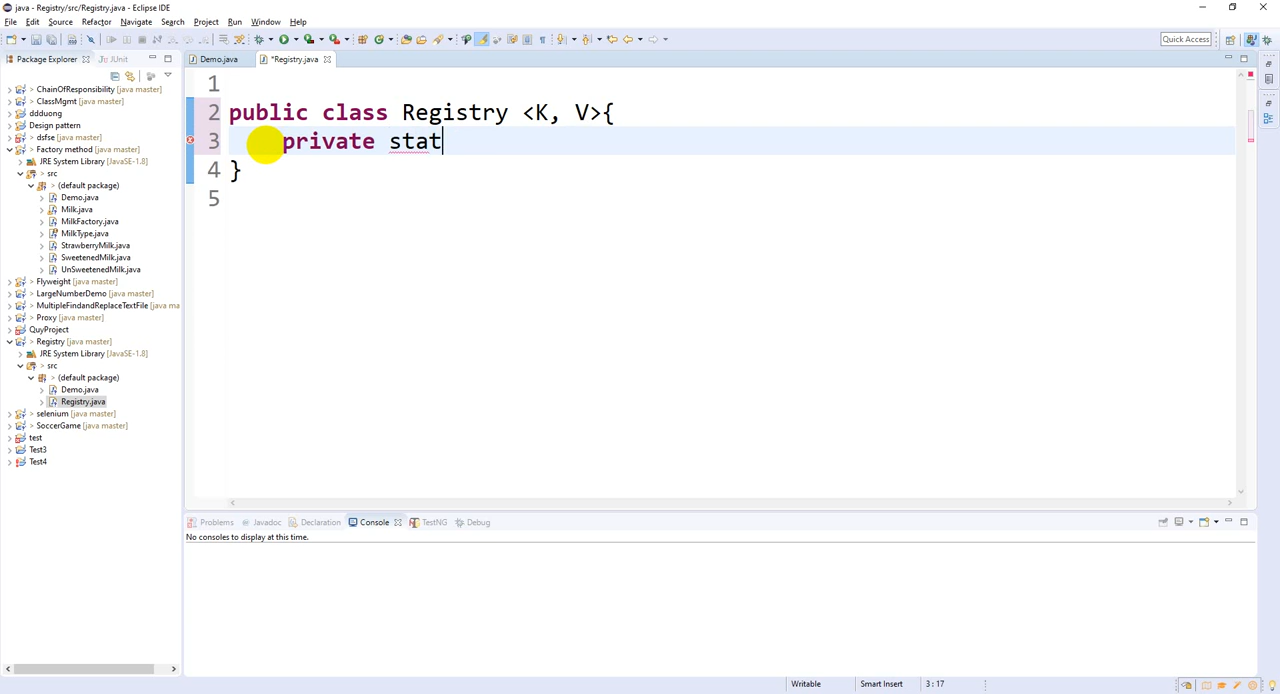 java - Registry/src/Registry.java - Eclipse IDE
File Edit Source Refactor Navigate Search Project Run Window Help
Quick Access
Package Explorer JUnit
Demo.java *Registry.java
> ChainOfResponsibility [java master]
> ClassMgmt [java master]
ddduong
Design pattern
> dsfse [java master]
> Factory method [java master]
JRE System Library [JavaSE-1.8]
> src
> (default package)
Demo.java
Milk.java
MilkFactory.java
MilkType.java
StrawberryMilk.java
SweetenedMilk.java
UnSweetenedMilk.java
> Flyweight [java master]
> LargeNumberDemo [java master]
> MultipleFindandReplaceTextFile [java ma
> Proxy [java master]
QuyProject
> Registry [java master]
JRE System Library [JavaSE-1.8]
> src
> (default package)
Demo.java
Registry.java
> selenium [java master]
> SoccerGame [java master]
test
Test3
Test4
1
2 public class Registry <K, V>{
3 private stat
4 }
5
Problems Javadoc Declaration Console TestNG Debug
No consoles to display at this time.
Writable Smart Insert 3 : 17